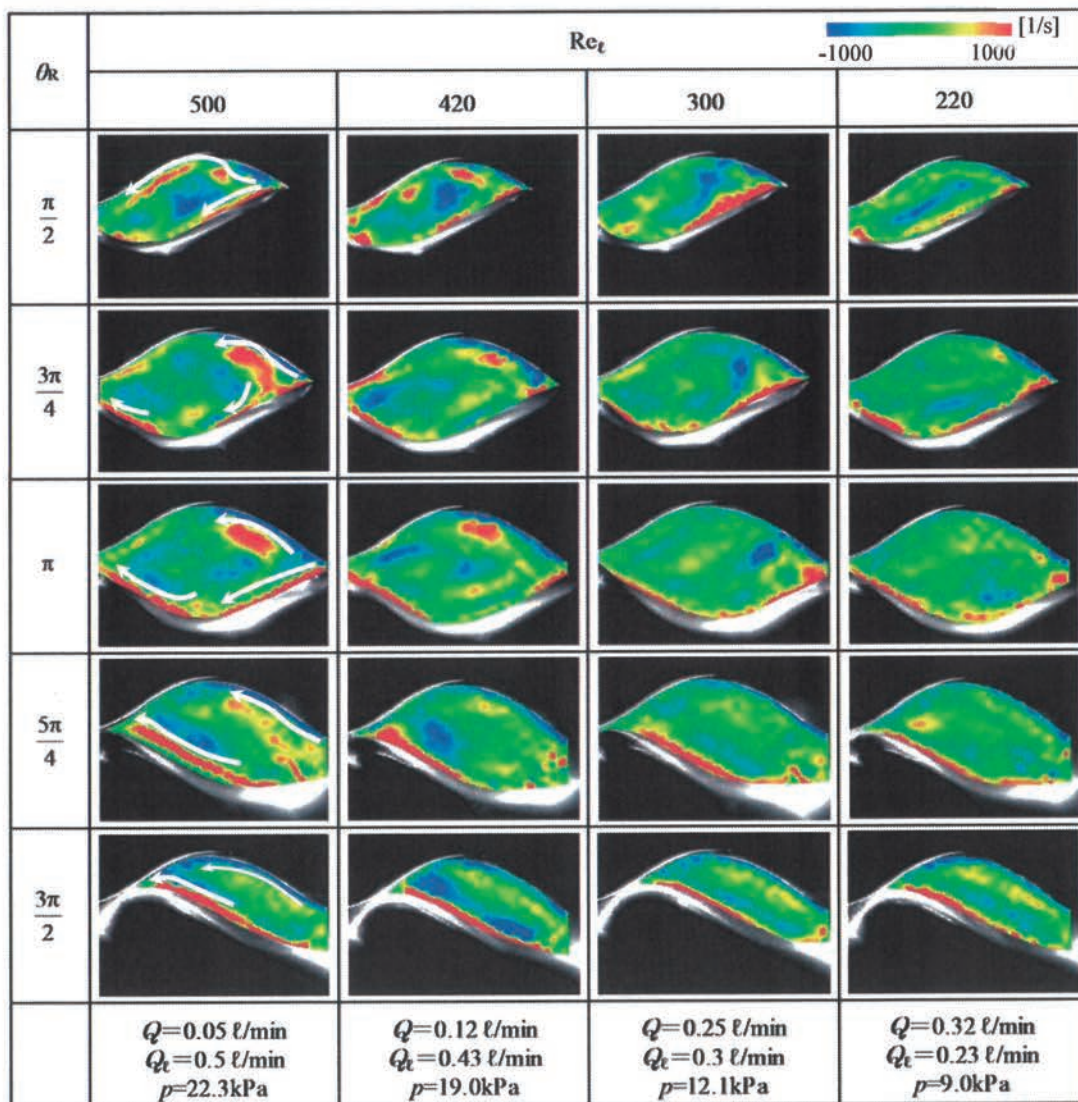 θR
Reℓ
[1/s]
-1000 1000
500 420 300 220
π/2
3π/4
π
5π/4
3π/2
Q=0.05 ℓ/min Q=0.12 ℓ/min Q=0.25 ℓ/min Q=0.32 ℓ/min
Qℓ=0.5 ℓ/min Qℓ=0.43 ℓ/min Qℓ=0.3 ℓ/min Qℓ=0.23 ℓ/min
p=22.3kPa p=19.0kPa p=12.1kPa p=9.0kPa